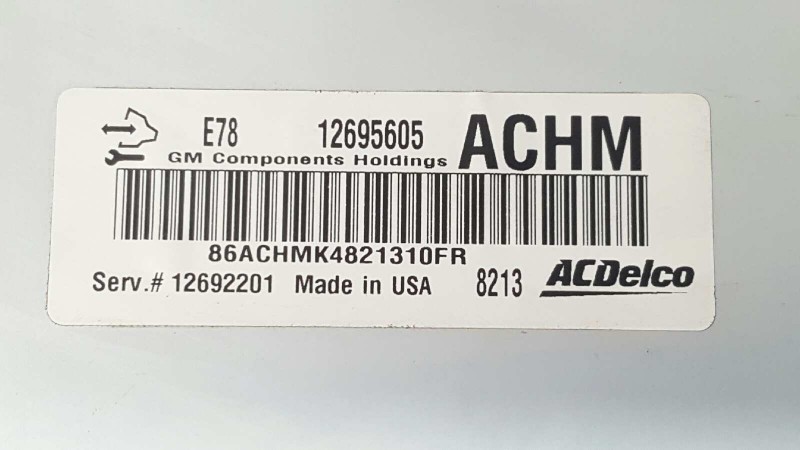 E78 12695605 ACHM
GM Components Holdings
86ACHMK4821310FR
Serv.# 12692201 Made in USA 8213 ACDelco